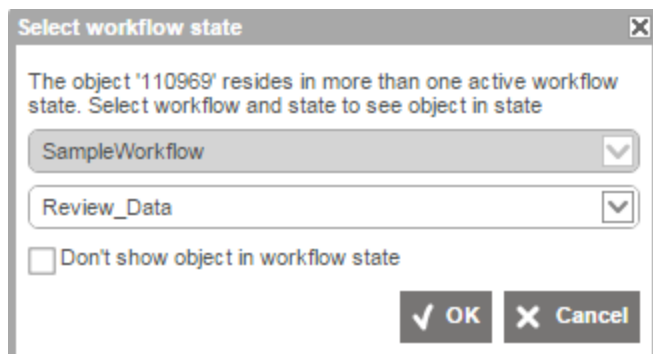 Select workflow state
The object '110969' resides in more than one active workflow
state. Select workflow and state to see object in state
SampleWorkflow
Review_Data
Don't show object in workflow state
OK Cancel